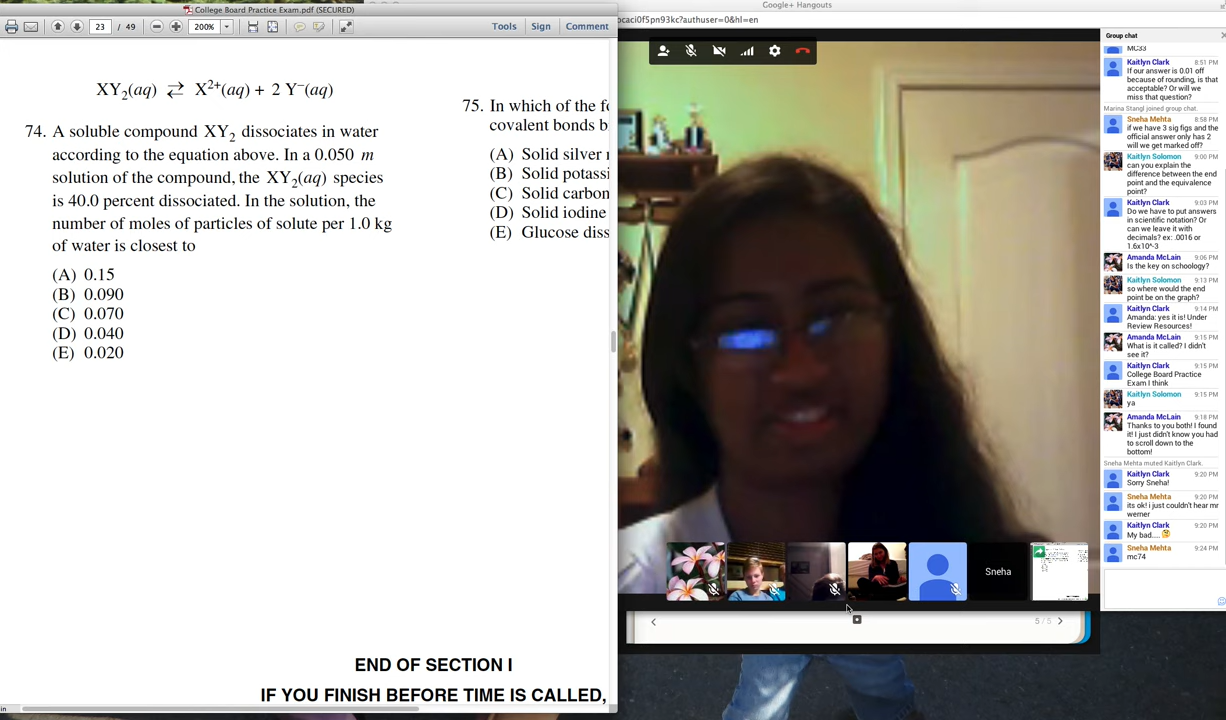 College Board Practice Exam.pdf (SECURED)
23 / 49
200%
Tools Sign Comment
XY₂(aq) ⇄ X²⁺(aq) + 2 Y⁻(aq)
74. A soluble compound XY₂ dissociates in water
according to the equation above. In a 0.050 m
solution of the compound, the XY₂(aq) species
is 40.0 percent dissociated. In the solution, the
number of moles of particles of solute per 1.0 kg
of water is closest to
(A) 0.15
(B) 0.090
(C) 0.070
(D) 0.040
(E) 0.020
75. In which of the
covalent bonds
(A) Solid silver
(B) Solid
(C) Solid
(D) Solid iodine
(E) Glucose
END OF SECTION I
IF YOU FINISH BEFORE TIME IS CALLED,
in
Google+ Hangouts
ocaci0f5pn93kc?authuser=0&hl=en
Sneha
5 / 5
Group chat
MC33
Kaitlyn Clark 8:51 PM
If our answer is 0.01 off
because of rounding, is that
acceptable? Or will we
miss that question?
Marina Stangl joined group chat.
Sneha Mehta 8:58 PM
if we have 3 sig figs and the
official answer only has 2
will we get marked off?
Kaitlyn Solomon 9:00 PM
can you explain the
difference between the end
point and the equivalence
point?
Kaitlyn Clark 9:03 PM
Do we have to put answers
in scientific notation? Or
can we leave it with
decimals? ex: .0016 or
1.6x10^-3
Amanda McLain 9:06 PM
Is the key on schoology?
Kaitlyn Solomon 9:13 PM
so where would the end
point be on the graph?
Kaitlyn Clark 9:14 PM
Amanda: yes it is! Under
Review Resources!
Amanda McLain 9:15 PM
What is it called? I didn't
see it?
Kaitlyn Clark 9:15 PM
College Board Practice
Exam I think
Kaitlyn Solomon 9:15 PM
ya
Amanda McLain 9:18 PM
Thanks to you both! I found
it! I just didn't know you had
to scroll down to the
bottom!
Sneha Mehta muted Kaitlyn Clark.
Kaitlyn Clark 9:20 PM
Sorry Sneha!
Sneha Mehta 9:20 PM
its ok! i just couldn't hear mr
werner
Kaitlyn Clark 9:20 PM
My bad....
Sneha Mehta 9:24 PM
mc74